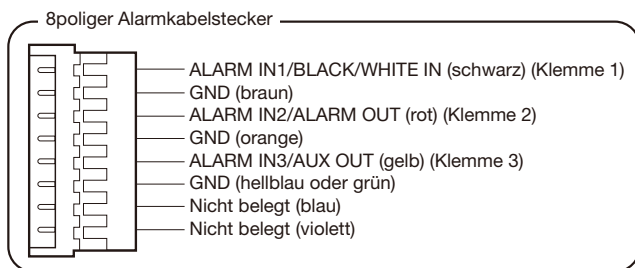 8poliger Alarmkabelstecker
ALARM IN1/BLACK/WHITE IN (schwarz) (Klemme 1)
GND (braun)
ALARM IN2/ALARM OUT (rot) (Klemme 2)
GND (orange)
ALARM IN3/AUX OUT (gelb) (Klemme 3)
GND (hellblau oder grün)
Nicht belegt (blau)
Nicht belegt (violett)